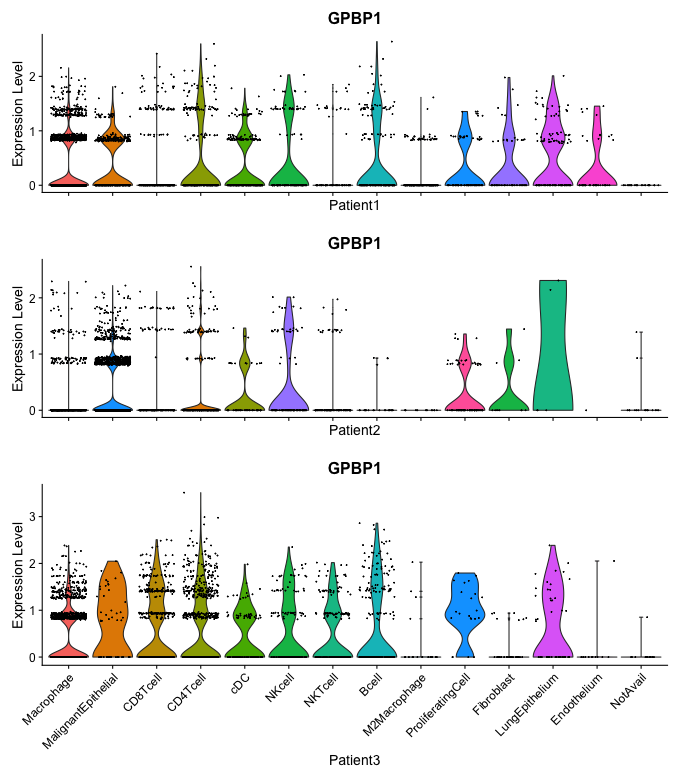 GPBP1
Expression Level
2
1
0
Patient1
GPBP1
Expression Level
2
1
0
Patient2
GPBP1
Expression Level
3
2
1
0
Macrophage
MalignantEpithelial
CD8Tcell
CD4Tcell
cDC
NKcell
NKTcell
Bcell
M2Macrophage
ProliferatingCell
Fibroblast
LungEpithelium
Endothelium
NotAvail
Patient3